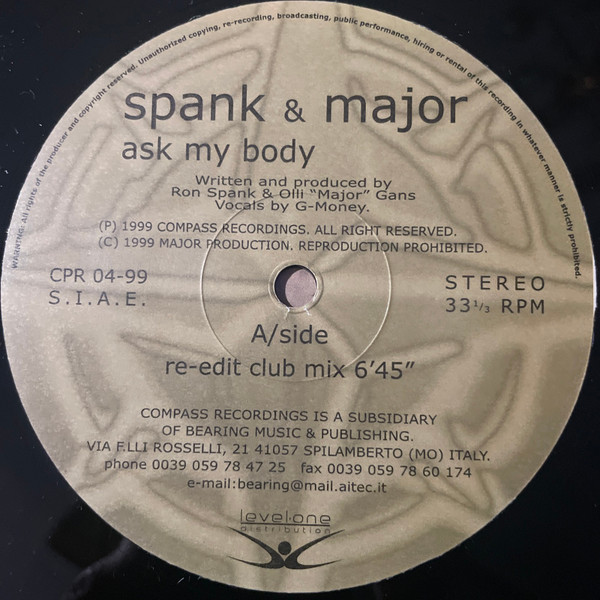 WARNING: All rights of the producer and copyright reserved. Unauthorized copying, re-recording, broadcasting, public performance, hiring or rental of this recording in whatever manner is strictly prohibited.
spank & major
ask my body
Written and produced by
Ron Spank & Olli "Major" Gans
Vocals by G-Money.
(P) 1999 COMPASS RECORDINGS. ALL RIGHT RESERVED.
(C) 1999 MAJOR PRODUCTION. REPRODUCTION PROHIBITED.
CPR 04-99
S.I.A.E.
STEREO
33 1/3 RPM
A/side
re-edit club mix 6'45"
COMPASS RECORDINGS IS A SUBSIDIARY
OF BEARING MUSIC & PUBLISHING.
VIA F.LLI ROSSELLI, 21 41057 SPILAMBERTO (MO) ITALY.
phone 0039 059 78 47 25 fax 0039 059 78 60 174
e-mail:bearing@mail.aitec.it
level·one
distribution